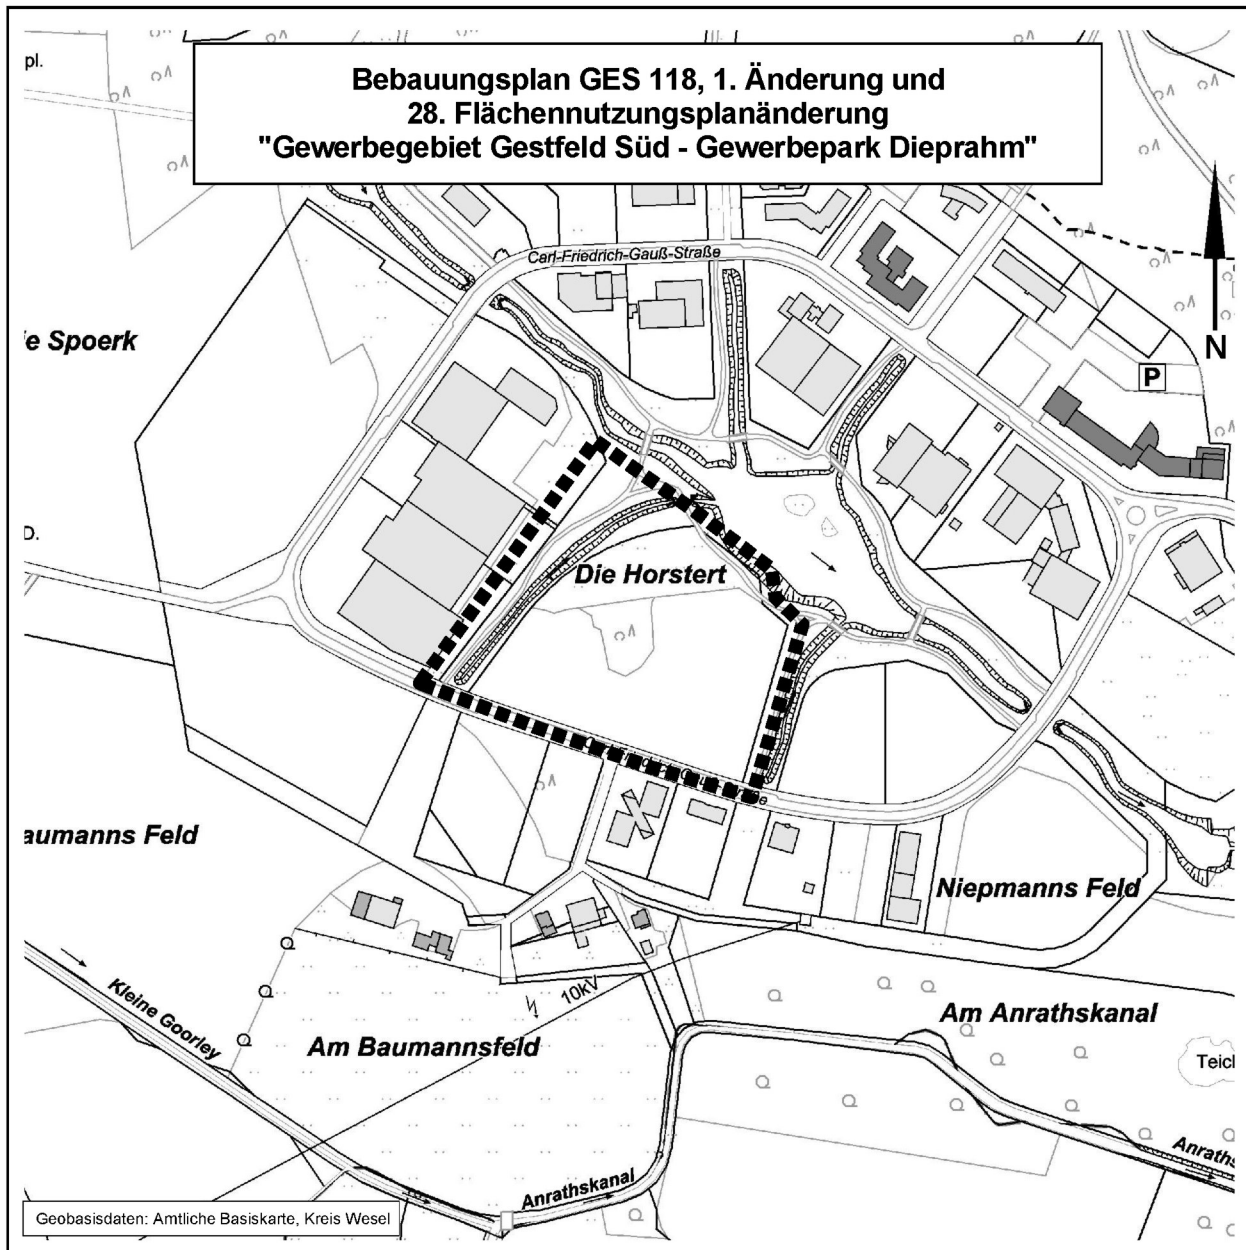 pl.
Bebauungsplan GES 118, 1. Änderung und
28. Flächennutzungsplanänderung
"Gewerbegebiet Gestfeld Süd - Gewerbepark Dieprahm"
Carl-Friedrich-Gauß-Straße
e Spoerk
N
P
D.
Die Horstert
aumanns Feld
Niepmanns Feld
10kV
Kleine Goorley
Am Baumannsfeld
Am Anrathskanal
Teich
Anraths
Anrathskanal
Geobasisdaten: Amtliche Basiskarte, Kreis Wesel